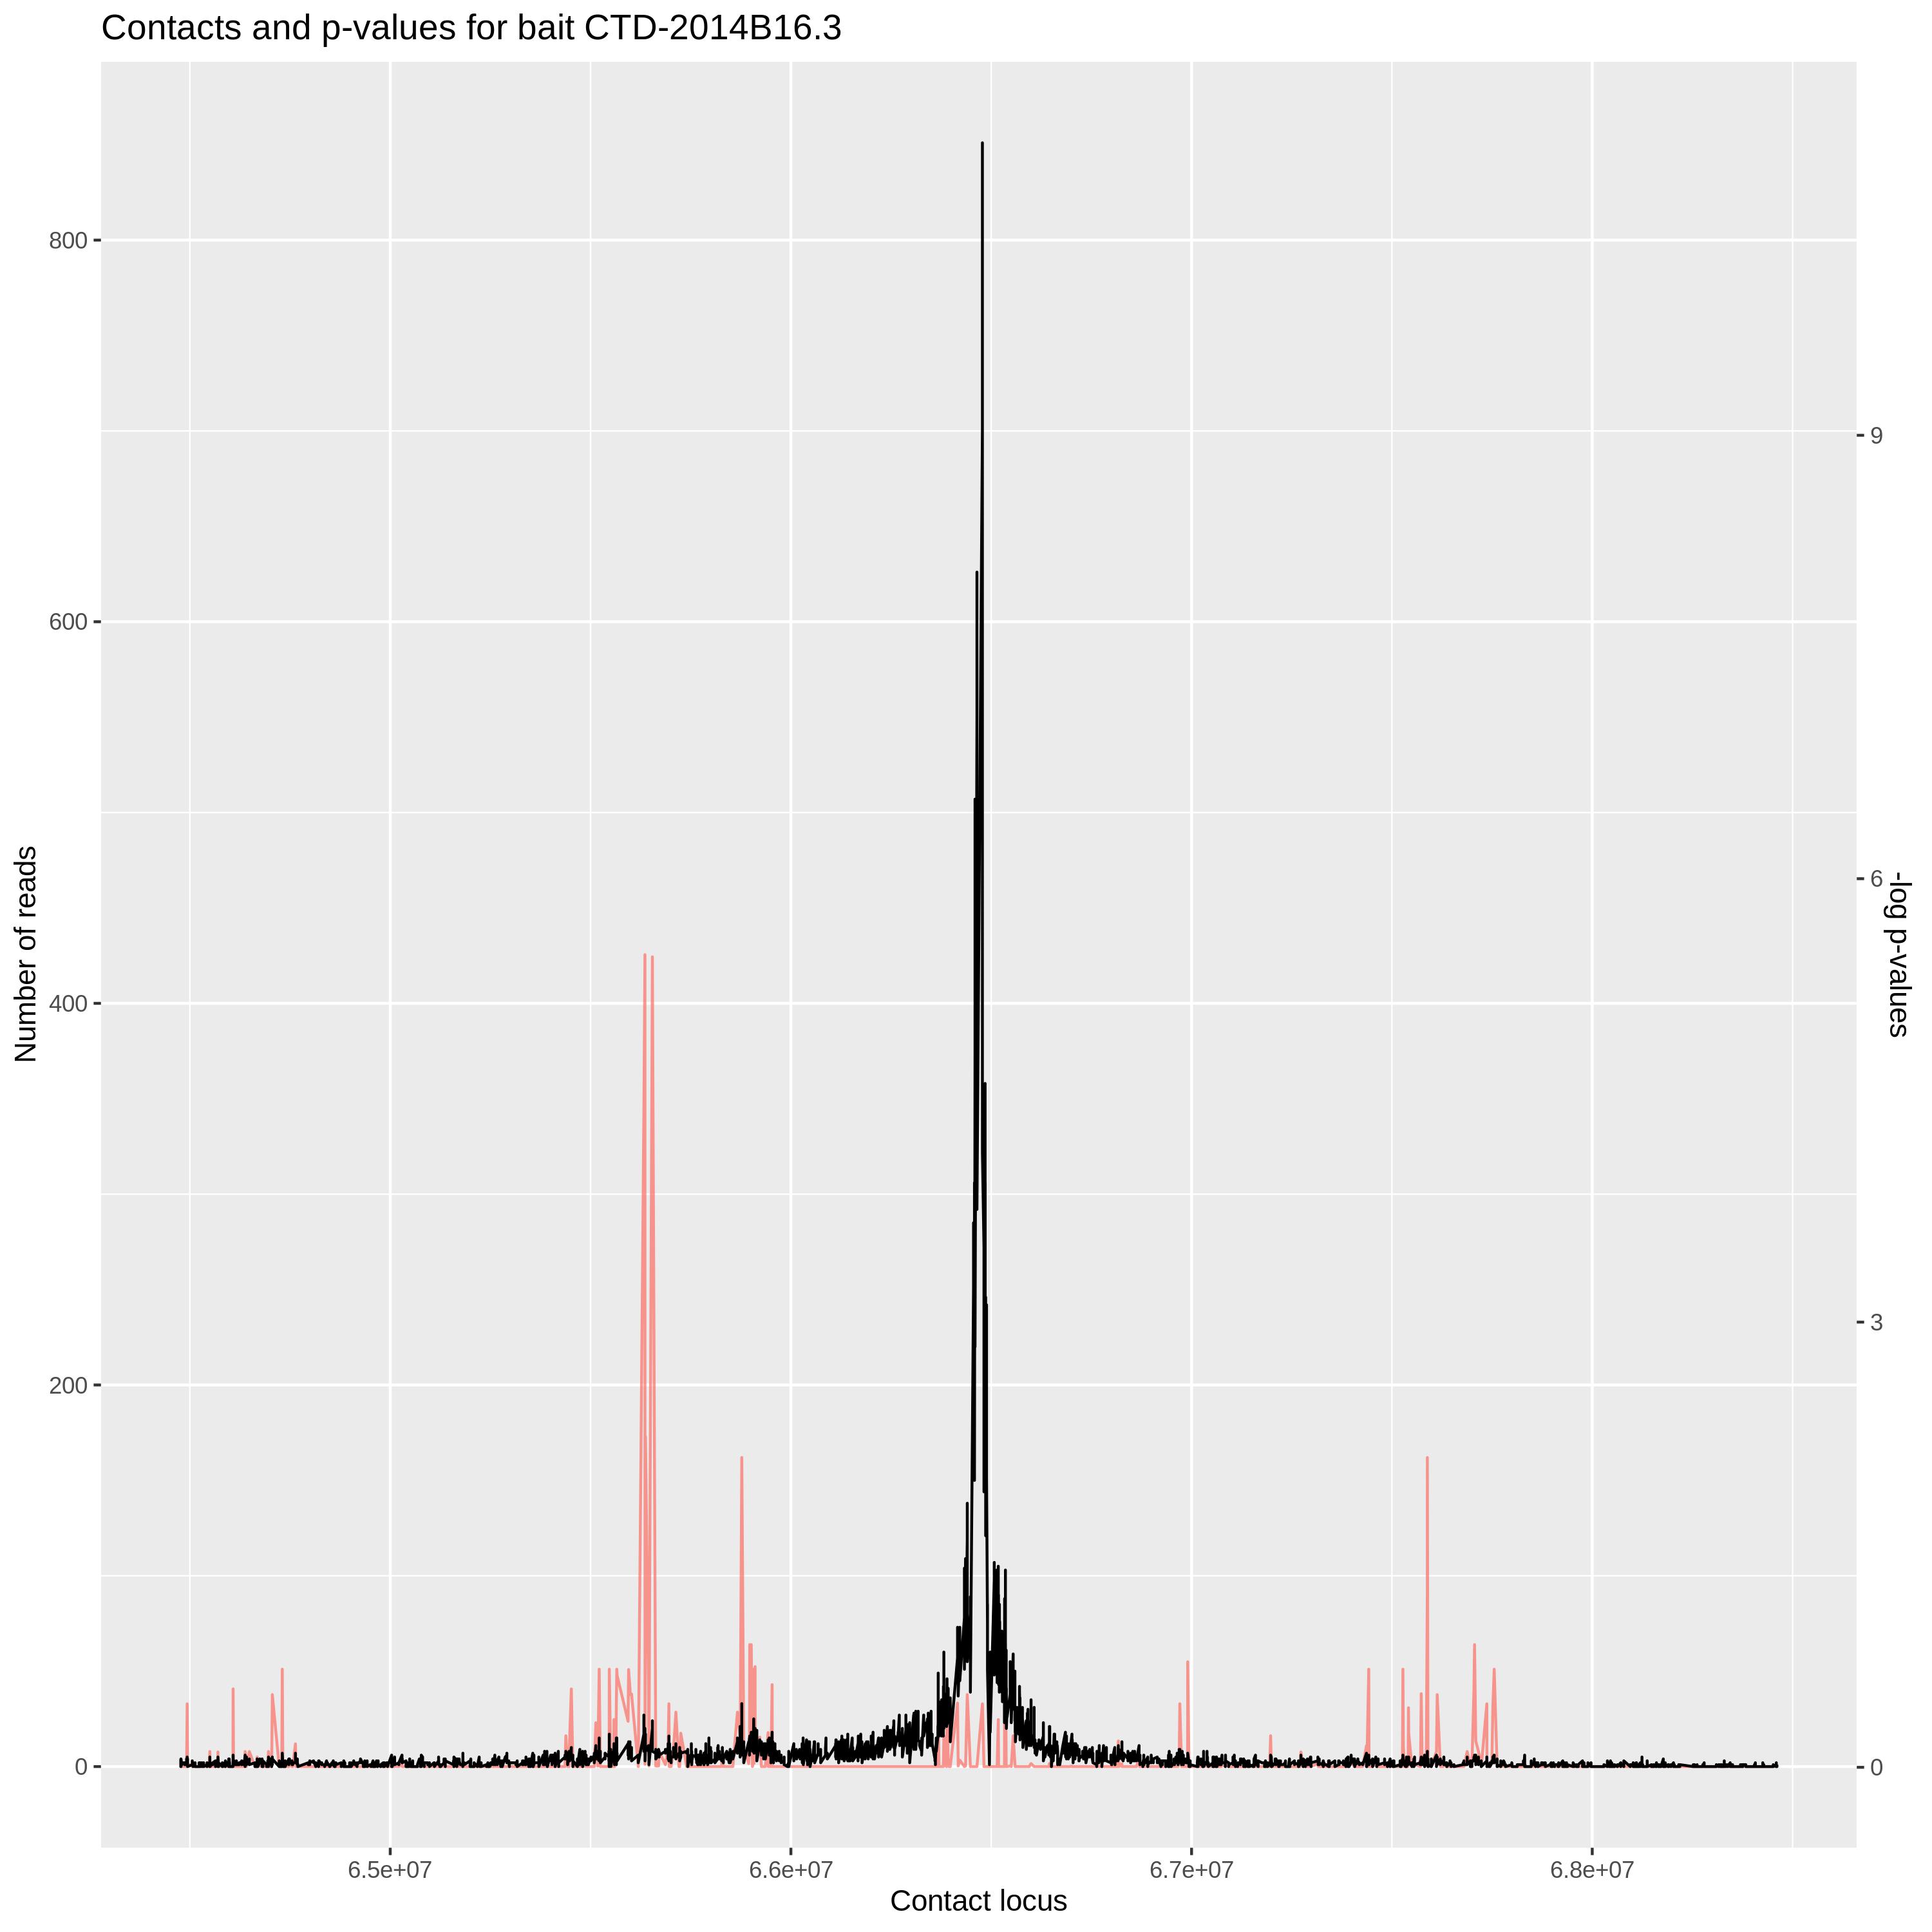 Contacts and p-values for bait CTD-2014B16.3
Number of reads
800
600
400
200
0
9
6
3
0
-log p-values
6.5e+07
6.6e+07
6.7e+07
6.8e+07
Contact locus